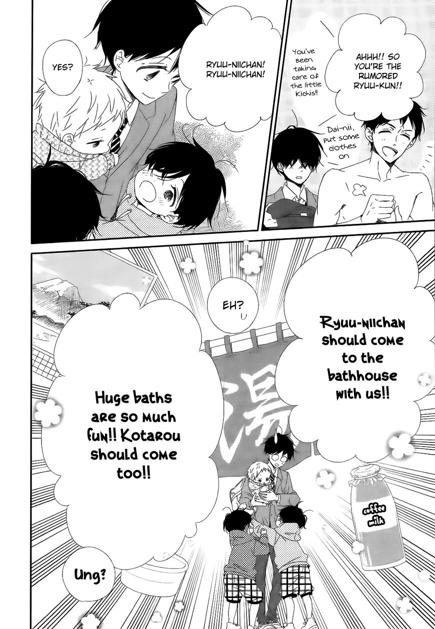 AHHH!! SO
YOU'RE THE
RUMORED
RYUU-KUN!!
You've
been
taking
care of
the little
Kichis!!
Dai-nii,
put some
clothes
on
RYUU-NIICHAN!
RYUU-NIICHAN!
YES?
Ryuu-niichan
should come
to the
bathhouse
with us!!
EH?
湯
Huge baths
are so much
fun!! Kotarou
should come
too!!
coffee
milk
Ung?